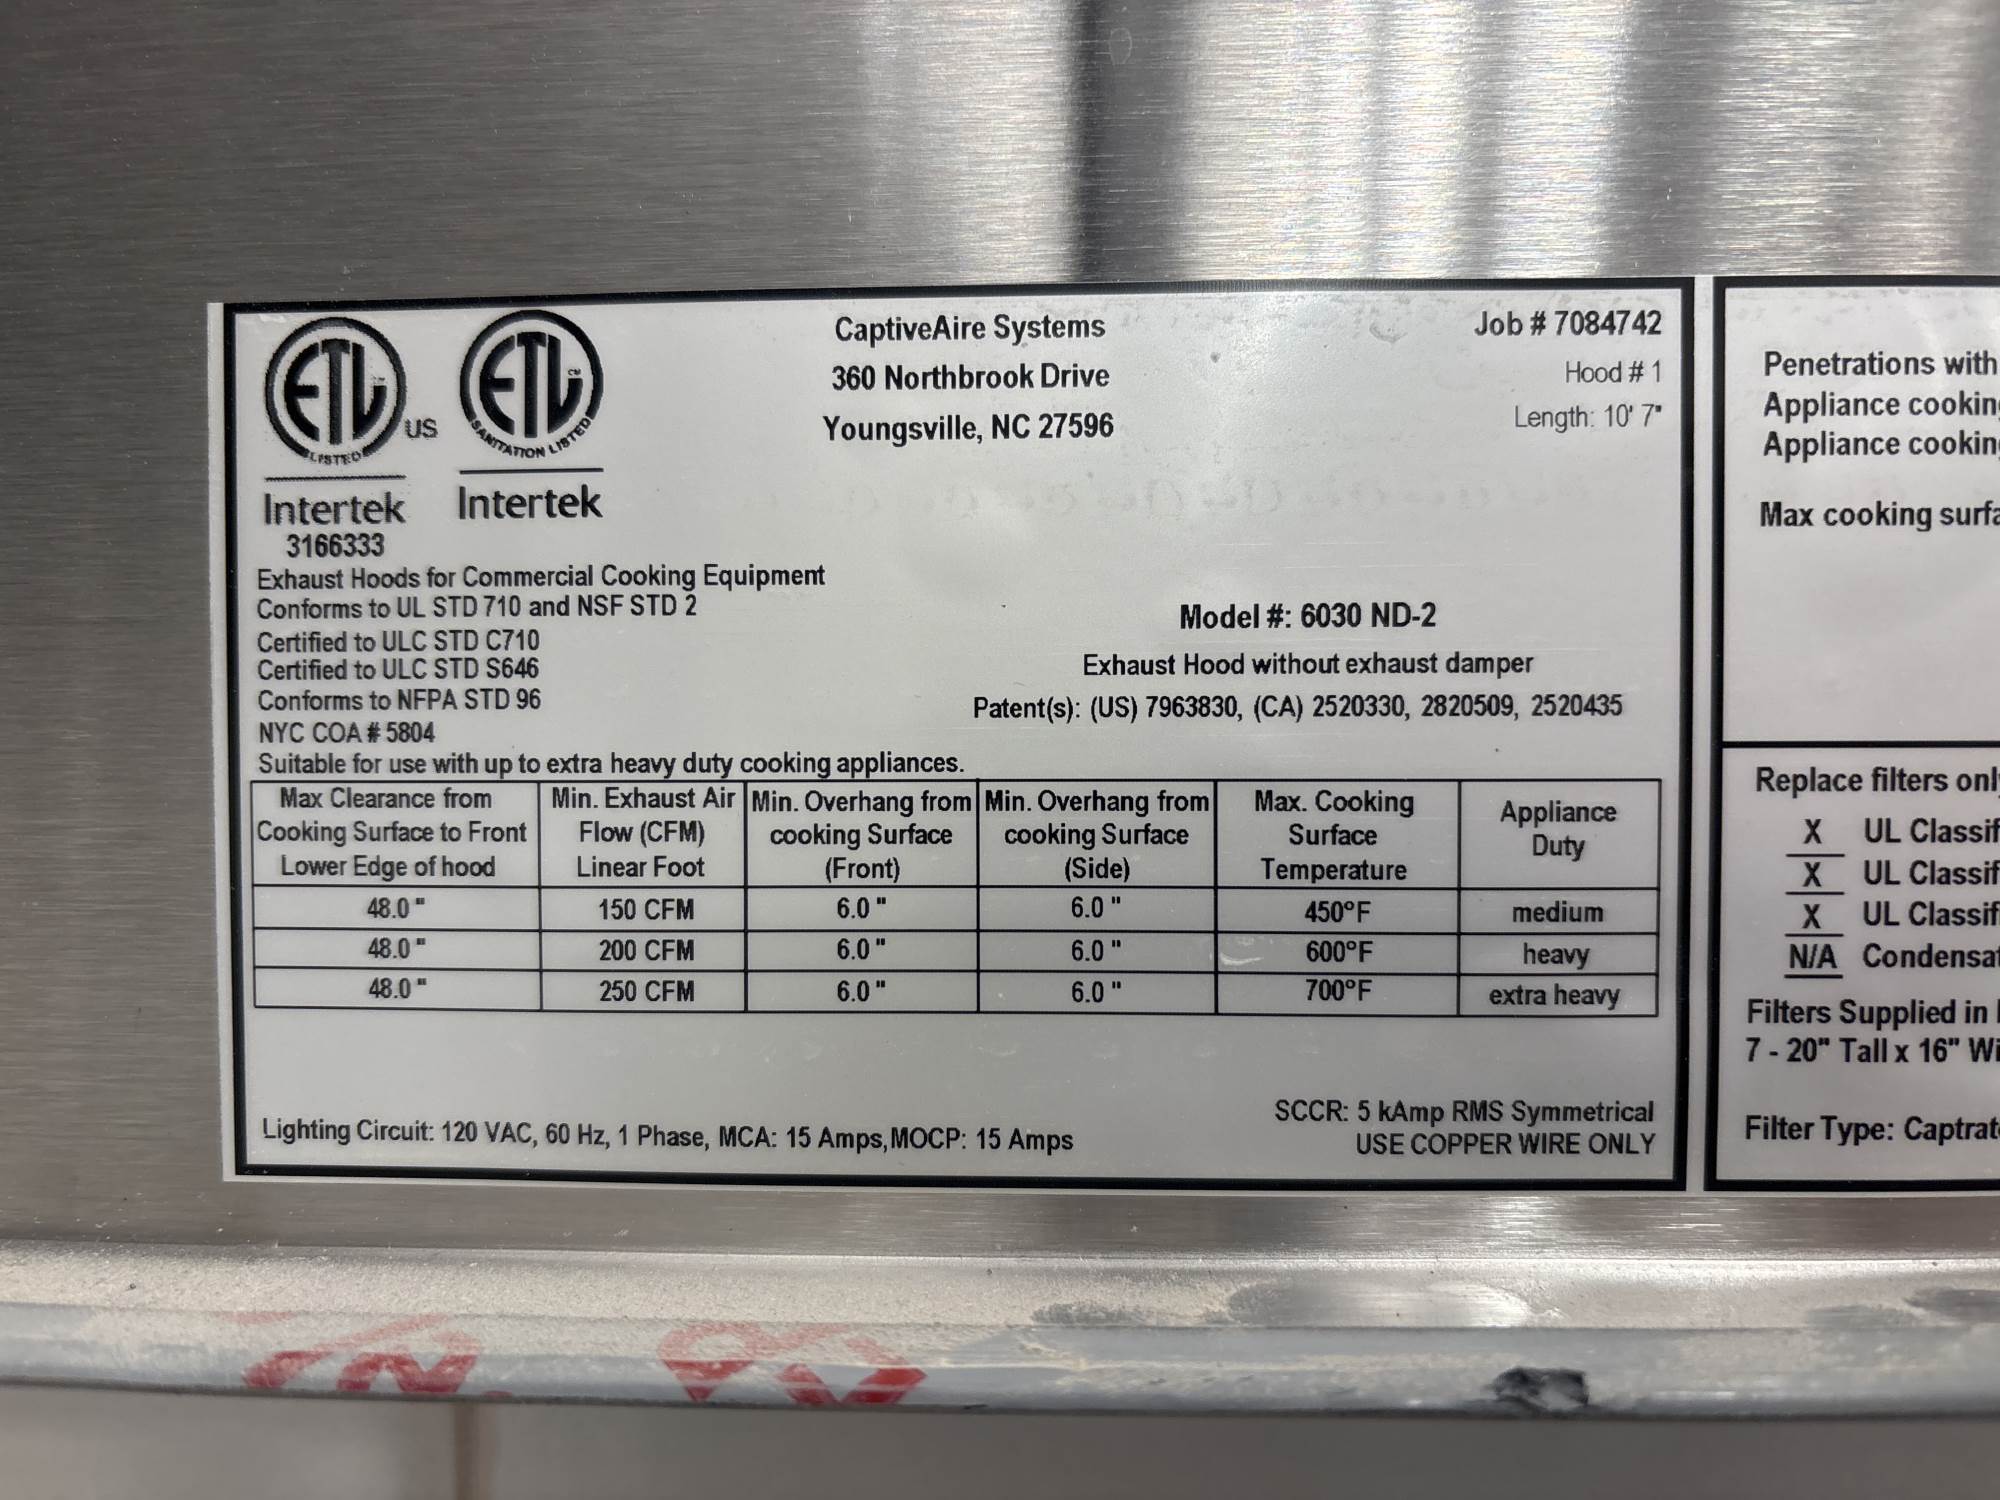 ETL
LISTED
US
Intertek
3166333
ETL
CM
SANITATION LISTED
Intertek
CaptiveAire Systems
360 Northbrook Drive
Youngsville, NC 27596
Job # 7084742
Hood # 1
Length: 10' 7"
Exhaust Hoods for Commercial Cooking Equipment
Conforms to UL STD 710 and NSF STD 2
Certified to ULC STD C710
Certified to ULC STD S646
Conforms to NFPA STD 96
NYC COA # 5804
Model #: 6030 ND-2
Exhaust Hood without exhaust damper
Patent(s): (US) 7963830, (CA) 2520330, 2820509, 2520435
Suitable for use with up to extra heavy duty cooking appliances.
Max Clearance from
Cooking Surface to Front
Lower Edge of hood
Min. Exhaust Air
Flow (CFM)
Linear Foot
Min. Overhang from
cooking Surface
(Front)
Min. Overhang from
cooking Surface
(Side)
Max. Cooking
Surface
Temperature
Appliance
Duty
48.0 " 150 CFM 6.0 " 6.0 " 450°F medium
48.0 " 200 CFM 6.0 " 6.0 " 600°F heavy
48.0 " 250 CFM 6.0 " 6.0 " 700°F extra heavy
Lighting Circuit: 120 VAC, 60 Hz, 1 Phase, MCA: 15 Amps, MOCP: 15 Amps
SCCR: 5 kAmp RMS Symmetrical
USE COPPER WIRE ONLY
Penetrations with
Appliance cookin
Appliance cookin
Max cooking surfa
Replace filters onl
X UL Classif
X UL Classif
X UL Classif
N/A Condensat
Filters Supplied in
7 - 20" Tall x 16" Wi
Filter Type: Captrat